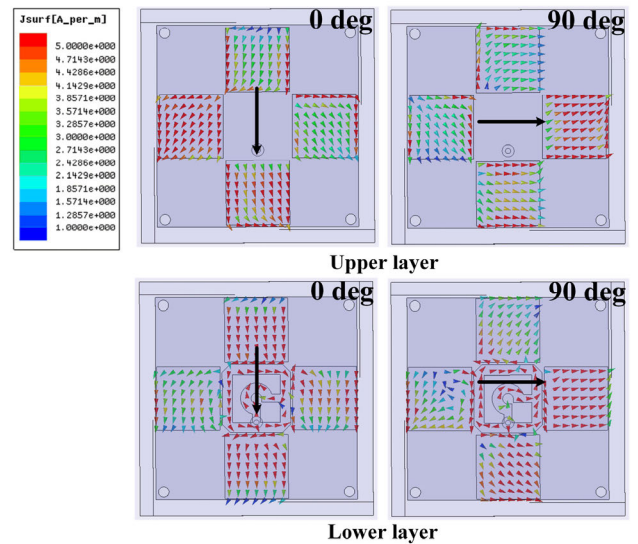 Jsurf[A_per_m]
5.0000e+000
4.7143e+000
4.4286e+000
4.1429e+000
3.8571e+000
3.5714e+000
3.2857e+000
3.0000e+000
2.7143e+000
2.4286e+000
2.1429e+000
1.8571e+000
1.5714e+000
1.2857e+000
1.0000e+000
0 deg
90 deg
Upper layer
0 deg
90 deg
Lower layer